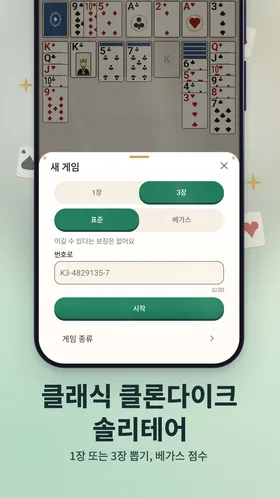 새 게임
1장
3장
표준
베가스
이길 수 있다는 보장은 없어요
번호로
K3-4829135-7
0/20
시작
게임 종류
클래식 클론다이크
솔리테어
1장 또는 3장 뽑기, 베가스 점수